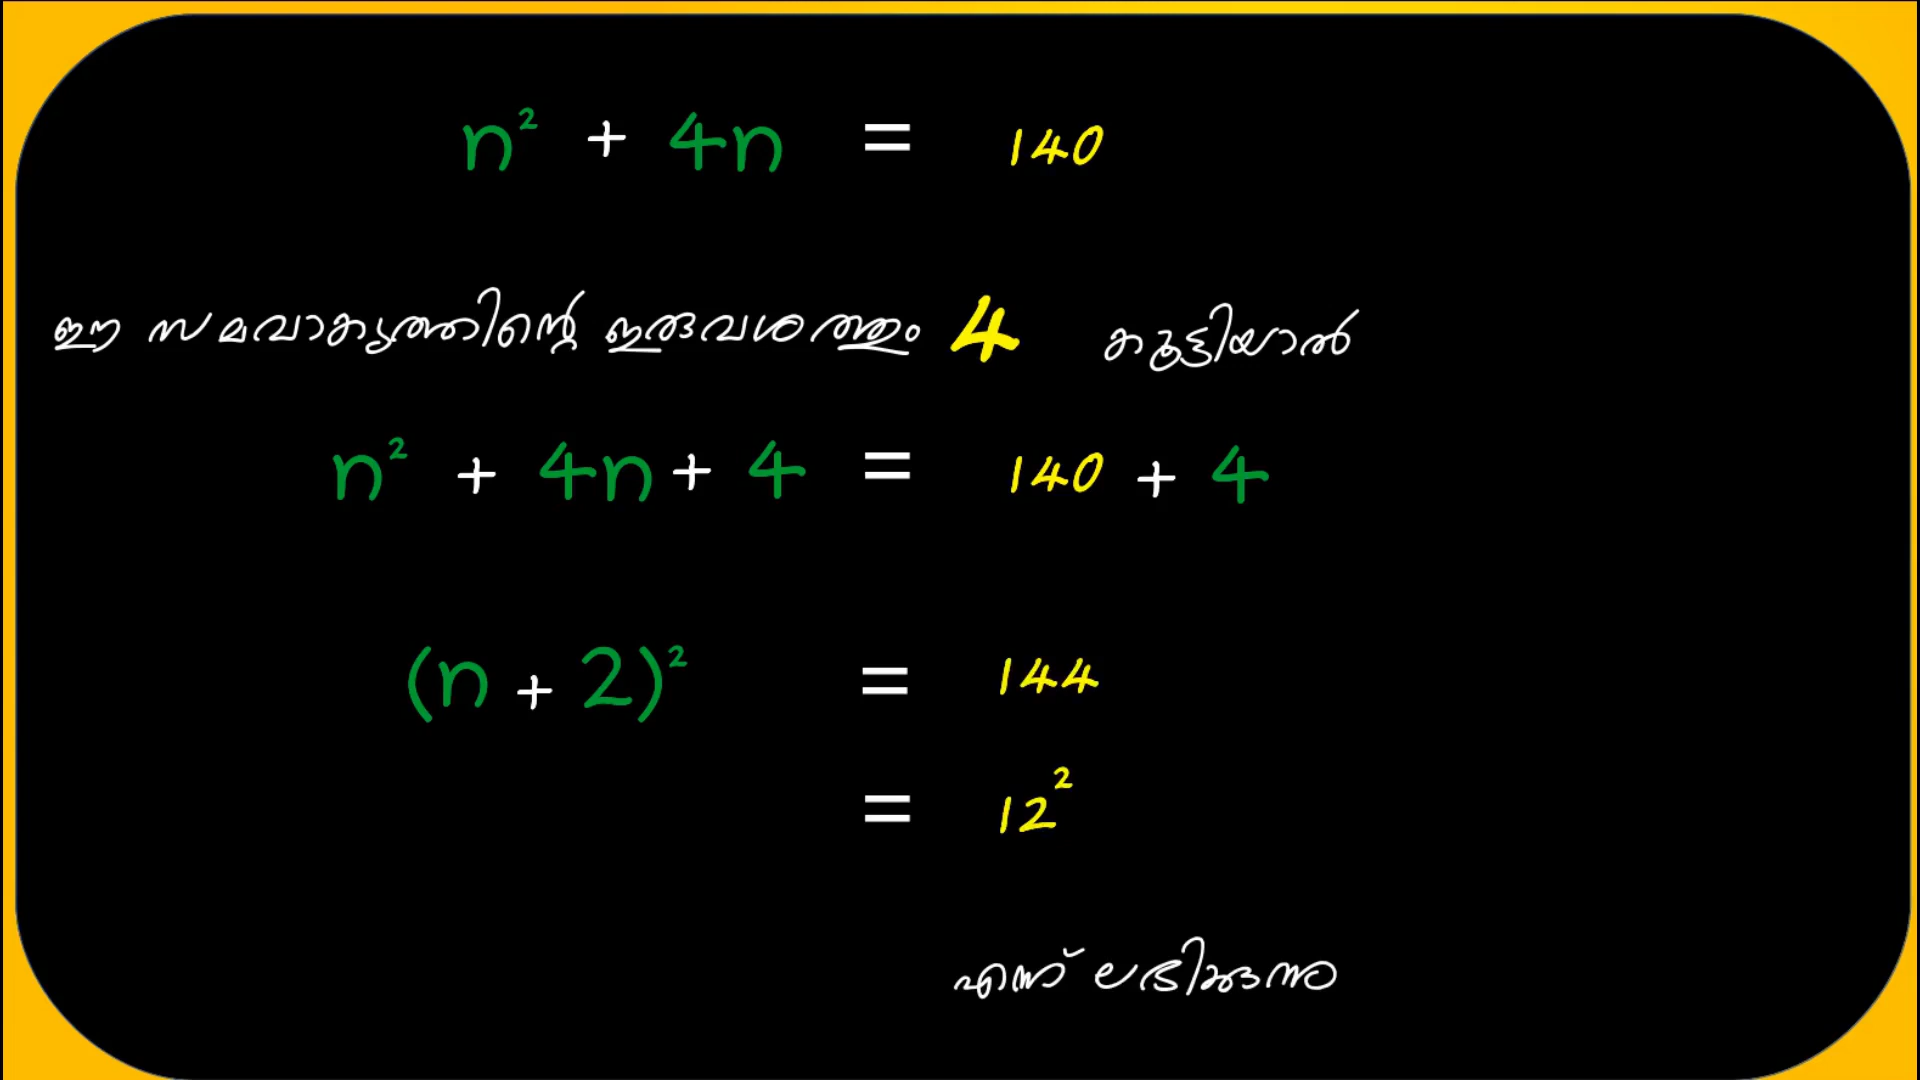 n² + 4n = 140
ഈ സമവാക്യത്തിന്റെ ഇരുവശത്തും 4 കൂട്ടിയാൽ
n² + 4n + 4 = 140 + 4
(n + 2)² = 144
= 12²
എന്ന് ലഭിക്കുന്നു